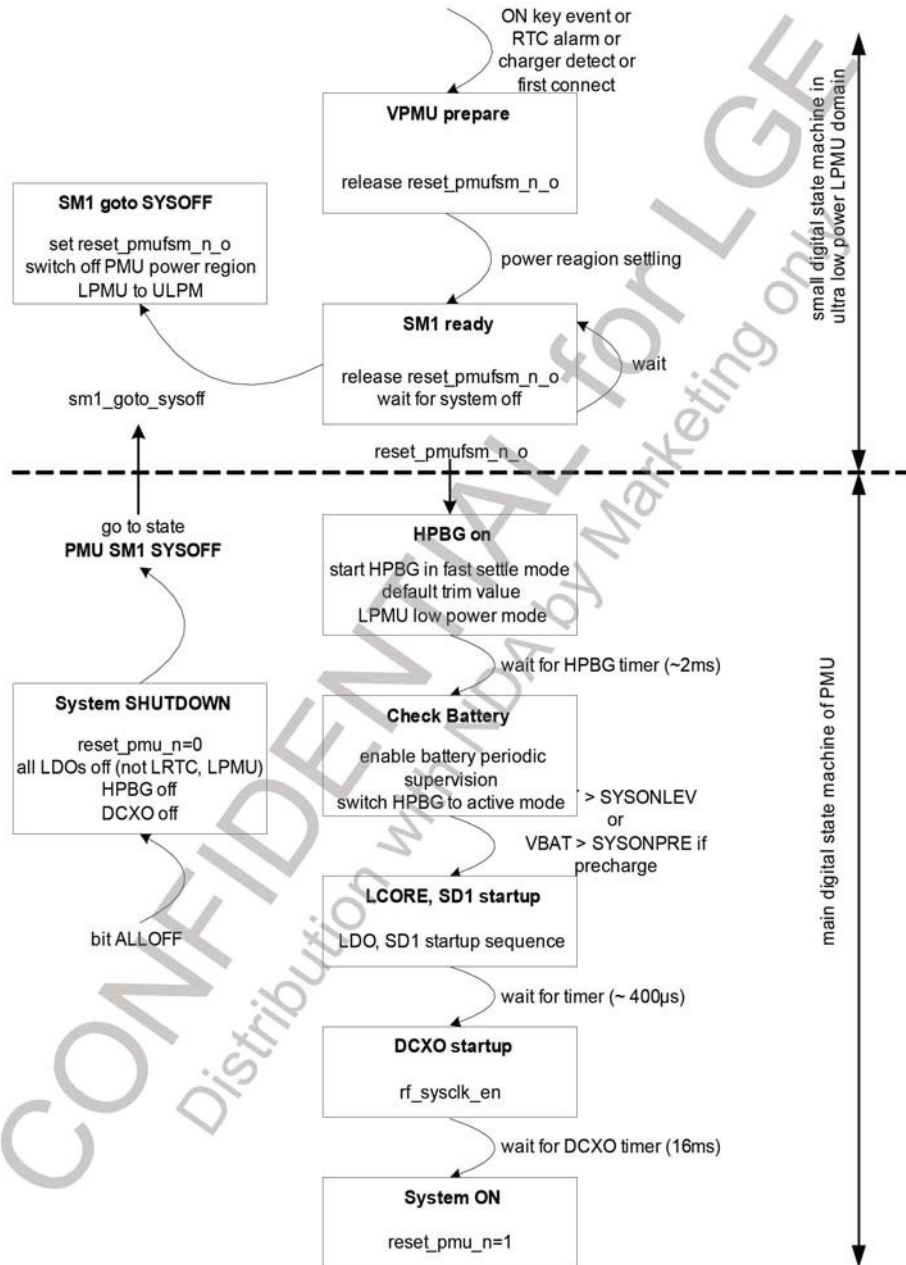 ON key event or
RTC alarm or
charger detect or
first connect
VPMU prepare
release reset_pmufsm_n_o
SM1 goto SYSOFF
set reset_pmufsm_n_o
switch off PMU power region
LPMU to ULPM
power reagion settling
SM1 ready
release reset_pmufsm_n_o
wait for system off
wait
small digital state machine in
ultra low power LPMU domain
sm1_goto_sysoff
reset_pmufsm_n_o
go to state
PMU SM1 SYSOFF
HPBG on
start HPBG in fast settle mode
default trim value
LPMU low power mode
wait for HPBG timer (~2ms)
System SHUTDOWN
reset_pmu_n=0
all LDOs off (not LRTC, LPMU)
HPBG off
DCXO off
Check Battery
enable battery periodic
supervision
switch HPBG to active mode
> SYSONLEV
or
VBAT > SYSONPRE if
precharge
bit ALLOFF
LCORE, SD1 startup
LDO, SD1 startup sequence
wait for timer (~ 400µs)
DCXO startup
rf_sysclk_en
wait for DCXO timer (16ms)
System ON
reset_pmu_n=1
main digital state machine of PMU
CONFIDENTIAL for LGE
Distribution with NDA by Marketing only